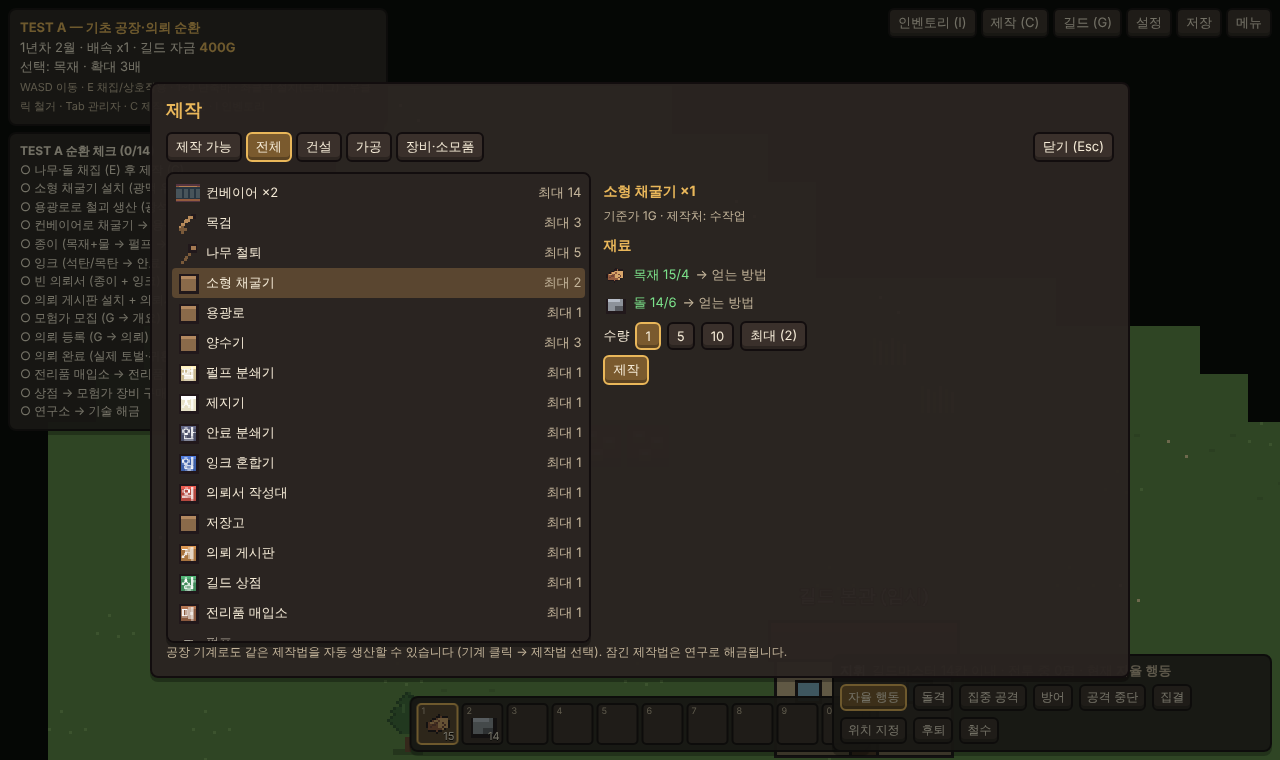 TEST A — 기초 공장·의뢰 순환
1년차 2월 · 배속 x1 · 길드 자금 400G
선택: 목재 · 확대 3배
WASD 이동 · E 채집/상호작
릭 철거 · Tab 관리자 · C 제
인벤토리 (I)
제작 (C)
길드 (G)
설정
저장
메뉴
TEST A 순환 체크 (0/14
○ 나무·돌 채집 (E) 후 제
○ 소형 채굴기 설치 (광맥
○ 용광로로 철괴 생산 (
○ 컨베이어로 채굴기 →
○ 종이 (목재+물 → 펄프
○ 잉크 (석탄/목탄 → 안
○ 빈 의뢰서 (종이 + 잉크
○ 의뢰 게시판 설치 + 의
○ 모험가 모집 (G → 개요
○ 의뢰 등록 (G → 의뢰)
○ 의뢰 완료 (실제 토벌·
○ 전리품 매입소 → 전리
○ 상점 → 모험가 장비 구
○ 연구소 → 기술 해금
제작
제작 가능
전체
건설
가공
장비·소모품
닫기 (Esc)
컨베이어 ×2 최대 14
목검 최대 3
나무 철퇴 최대 5
소형 채굴기 최대 2
용광로 최대 1
양수기 최대 3
펄 펄프 분쇄기 최대 1
지 제지기 최대 1
안 안료 분쇄기 최대 1
잉 잉크 혼합기 최대 1
의 의뢰서 작성대 최대 1
저장고 최대 1
게 의뢰 게시판 최대 1
상 길드 상점 최대 1
매 전리품 매입소 최대 1
소형 채굴기 ×1
기준가 1G · 제작처: 수작업
재료
목재 15/4 → 얻는 방법
돌 14/6 → 얻는 방법
수량 1 5 10 최대 (2)
제작
공장 기계로도 같은 제작법을 자동 생산할 수 있습니다 (기계 클릭 → 제작법 선택). 잠긴 제작법은 연구로 해금됩니다.
율 행동
자율 행동
돌격
집중 공격
방어
공격 중단
집결
위치 지정
후퇴
철수
1 2 3 4 5 6 7 8 9 0
15 14